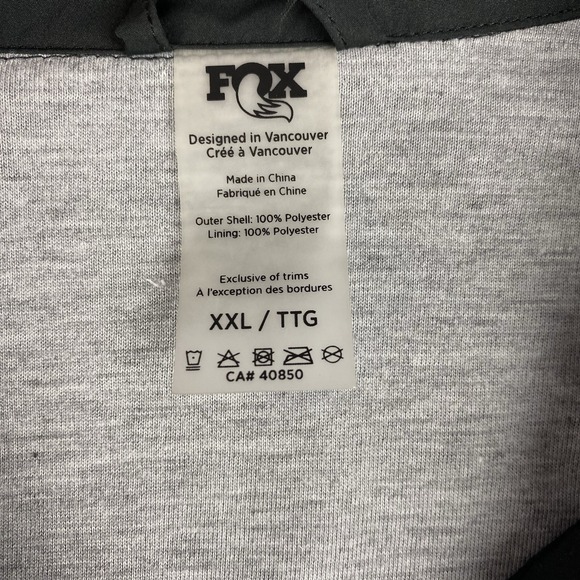 FOX
Designed in Vancouver
Créé à Vancouver
Made in China
Fabriqué en Chine
Outer Shell: 100% Polyester
Lining: 100% Polyester
Exclusive of trims
À l'exception des bordures
XXL / TTG
CA# 40850